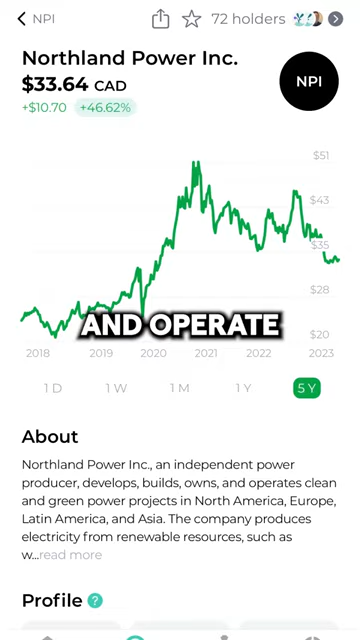 NPI
72 holders
Northland Power Inc.
$33.64 CAD
+$10.70 +46.62%
NPI
$51
$43
$35
$28
$20
AND OPERATE
2018 2019 2020 2021 2022 2023
1 D 1 W 1 M 1 Y 5 Y
About
Northland Power Inc., an independent power
producer, develops, builds, owns, and operates clean
and green power projects in North America, Europe,
Latin America, and Asia. The company produces
electricity from renewable resources, such as
w...read more
Profile ?